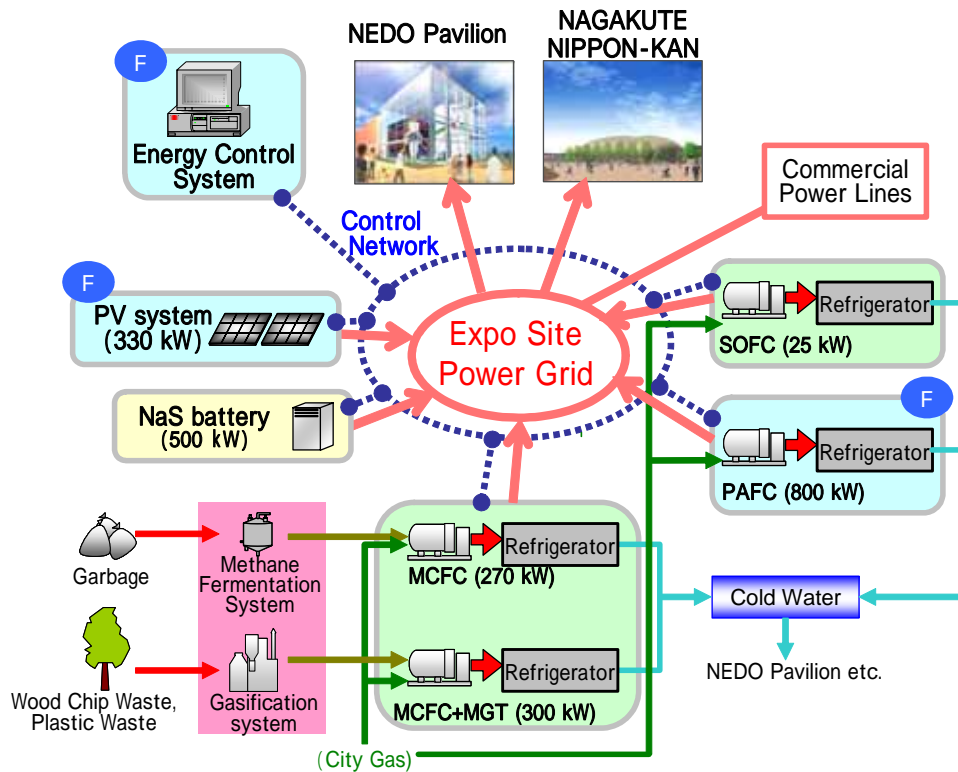 NEDO Pavilion
NAGAKUTE
NIPPON-KAN
F
Energy Control
System
Commercial
Power Lines
Control
Network
F
PV system
(330 kW)
Expo Site
Power Grid
Refrigerator
SOFC (25 kW)
NaS battery
(500 kW)
F
Refrigerator
PAFC (800 kW)
Garbage
Methane
Fermentation
System
Refrigerator
MCFC (270 kW)
Cold Water
NEDO Pavilion etc.
Wood Chip Waste,
Plastic Waste
Gasification
system
Refrigerator
MCFC+MGT (300 kW)
(City Gas)